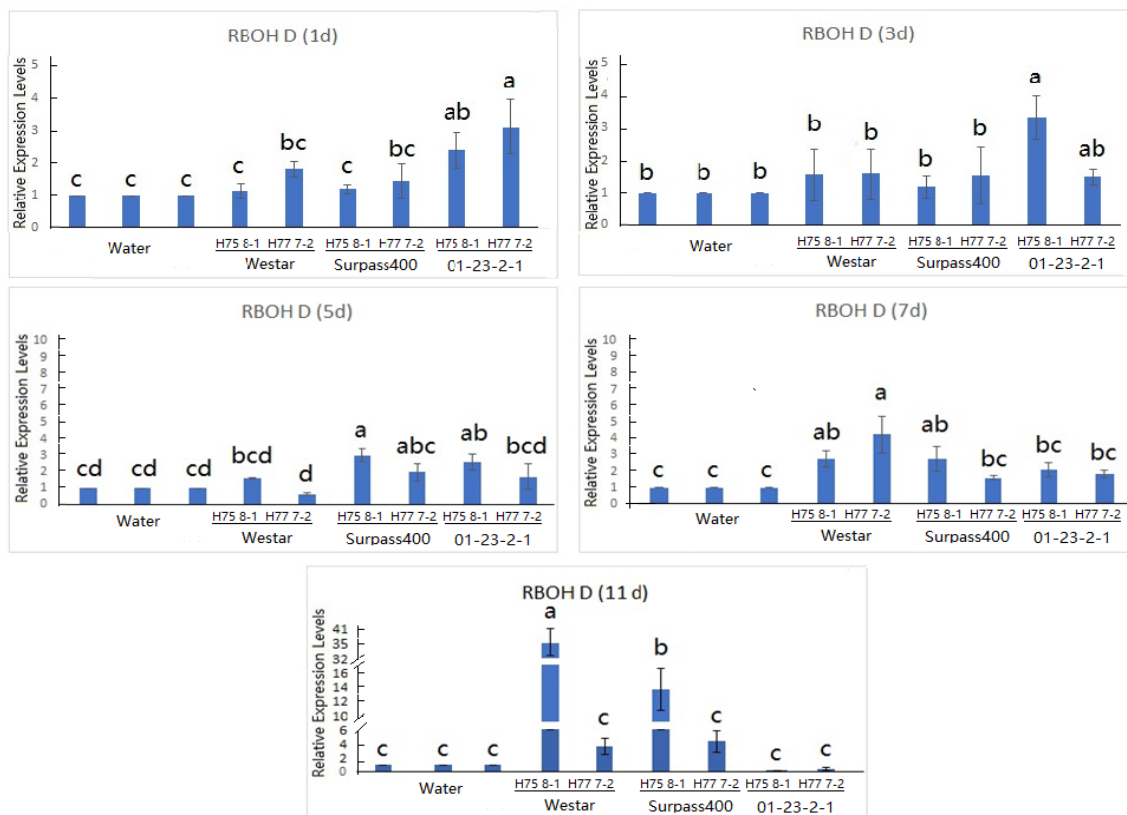 RBOH D (1d)
Relative Expression Levels
5
4
3
2
1
0
c c c c bc c bc ab a
H75 8-1 H77 7-2 H75 8-1 H77 7-2 H75 8-1 H77 7-2
Water Westar Surpass400 01-23-2-1
RBOH D (3d)
Relative Expression Levels
5
4
3
2
1
0
b b b b b b b a ab
H75 8-1 H77 7-2 H75 8-1 H77 7-2 H75 8-1 H77 7-2
Water Westar Surpass400 01-23-2-1
RBOH D (5d)
Relative Expression Levels
10
9
8
7
6
5
4
3
2
1
0
cd cd cd bcd d a abc ab bcd
H75 8-1 H77 7-2 H75 8-1 H77 7-2 H75 8-1 H77 7-2
Water Westar Surpass400 01-23-2-1
RBOH D (7d)
Relative Expression Levels
10
9
8
7
6
5
4
3
2
1
0
c c c ab a ab bc bc bc
H75 8-1 H77 7-2 H75 8-1 H77 7-2 H75 8-1 H77 7-2
Water Westar Surpass400 01-23-2-1
RBOH D (11 d)
Relative Expression Levels
41
35
32
16
14
12
10
6
4
2
0
c c c a c b c c c
H75 8-1 H77 7-2 H75 8-1 H77 7-2 H75 8-1 H77 7-2
Water Westar Surpass400 01-23-2-1